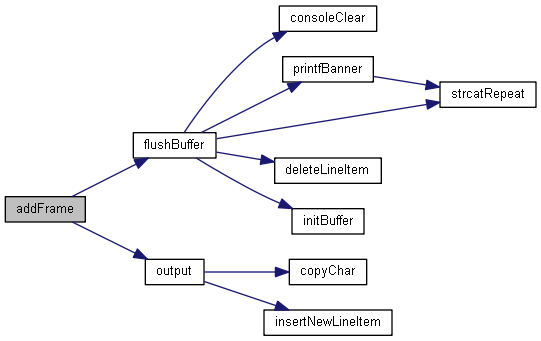 consoleClear
printfBanner
strcatRepeat
flushBuffer
deleteLineItem
addFrame
initBuffer
output
copyChar
insertNewLineItem